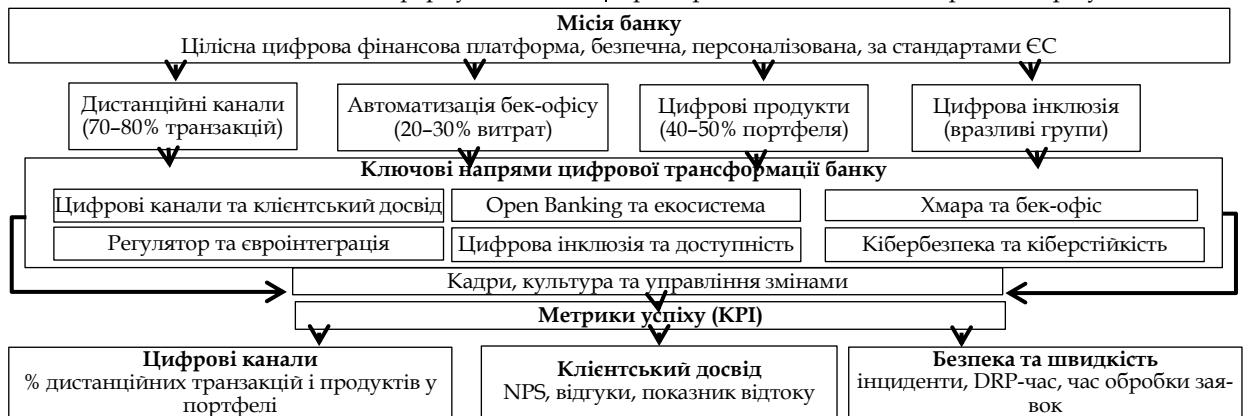 Місія банку
Цілісна цифрова фінансова платформа, безпечна, персоналізована, за стандартами ЄС
Дистанційні канали
(70–80% транзакцій)
Автоматизація бек-офісу
(20–30% витрат)
Цифрові продукти
(40–50% портфеля)
Цифрова інклюзія
(вразливі групи)
Ключові напрями цифрової трансформації банку
Цифрові канали та клієнтський досвід
Open Banking та екосистема
Хмара та бек-офіс
Регулятор та євроінтеграція
Цифрова інклюзія та доступність
Кібербезпека та кіберстійкість
Кадри, культура та управління змінами
Метрики успіху (KPI)
Цифрові канали
% дистанційних транзакцій і продуктів у
портфелі
Клієнтський досвід
NPS, відгуки, показник відтоку
Безпека та швидкість
інциденти, DRP-час, час обробки зая-
вок